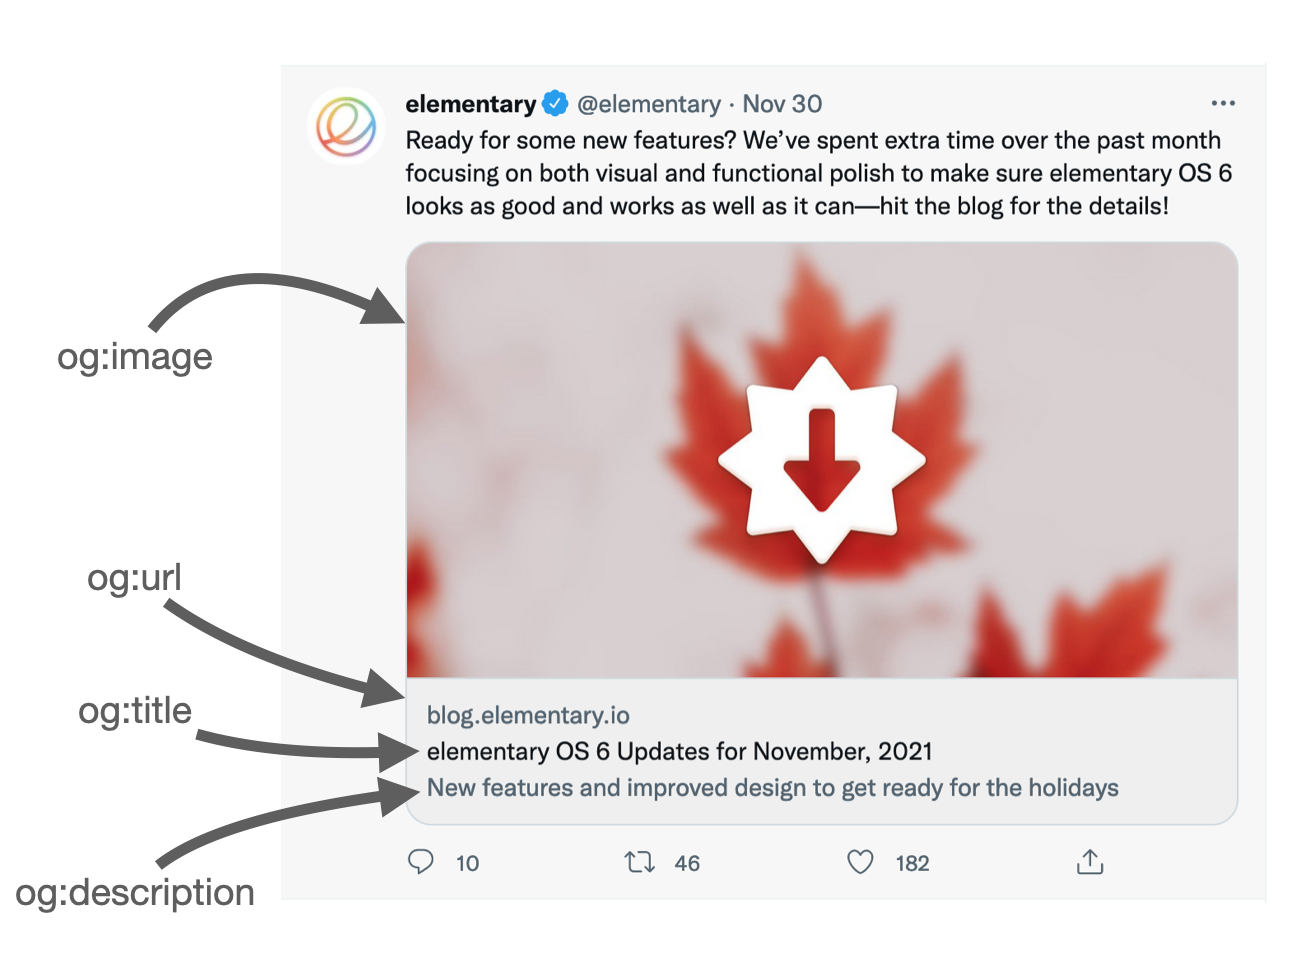 elementary @elementary · Nov 30
Ready for some new features? We’ve spent extra time over the past month
focusing on both visual and functional polish to make sure elementary OS 6
looks as good and works as well as it can—hit the blog for the details!
og:image
og:url
og:title
og:description
blog.elementary.io
elementary OS 6 Updates for November, 2021
New features and improved design to get ready for the holidays
10 46 182